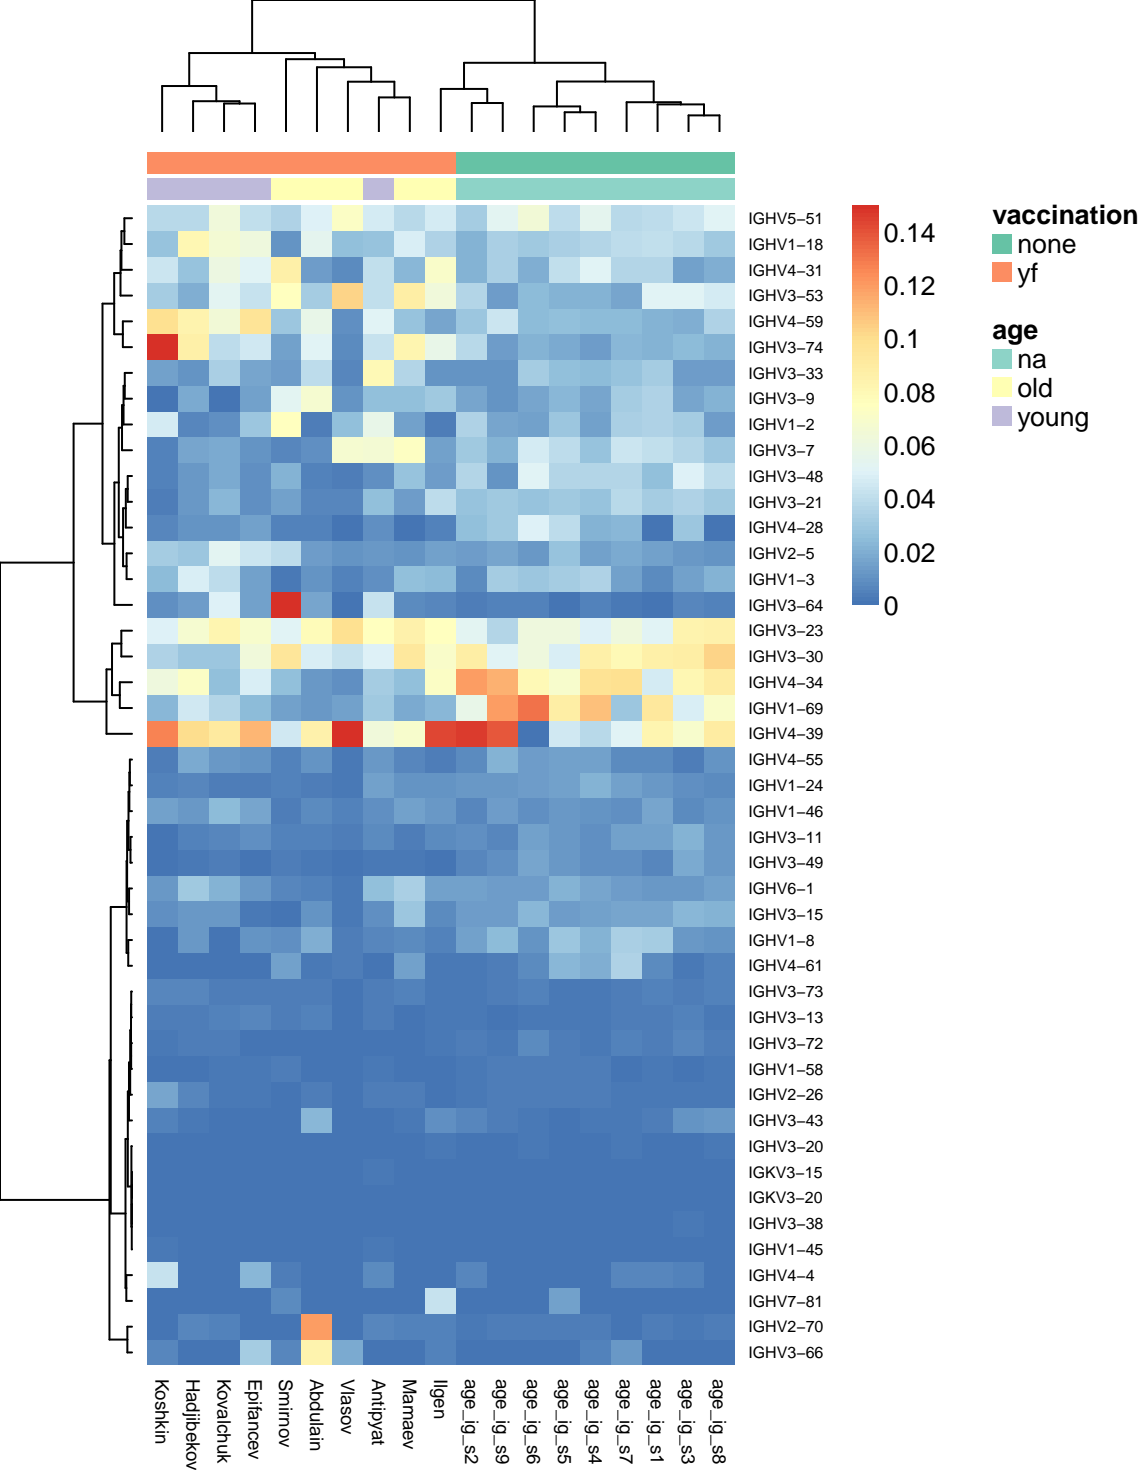 IGHV5−51
IGHV1−18
IGHV4−31
IGHV3−53
IGHV4−59
IGHV3−74
IGHV3−33
IGHV3−9
IGHV1−2
IGHV3−7
IGHV3−48
IGHV3−21
IGHV4−28
IGHV2−5
IGHV1−3
IGHV3−64
IGHV3−23
IGHV3−30
IGHV4−34
IGHV1−69
IGHV4−39
IGHV4−55
IGHV1−24
IGHV1−46
IGHV3−11
IGHV3−49
IGHV6−1
IGHV3−15
IGHV1−8
IGHV4−61
IGHV3−73
IGHV3−13
IGHV3−72
IGHV1−58
IGHV2−26
IGHV3−43
IGHV3−20
IGKV3−15
IGKV3−20
IGHV3−38
IGHV1−45
IGHV4−4
IGHV7−81
IGHV2−70
IGHV3−66
Koshkin
Hadjibekov
Kovalchuk
Epifancev
Smirnov
Abdulain
Vlasov
Antipyat
Mamaev
Ilgen
age_ig_s2
age_ig_s9
age_ig_s6
age_ig_s5
age_ig_s4
age_ig_s7
age_ig_s1
age_ig_s3
age_ig_s8
0.14
0.12
0.1
0.08
0.06
0.04
0.02
0
vaccination
none
yf
age
na
old
young